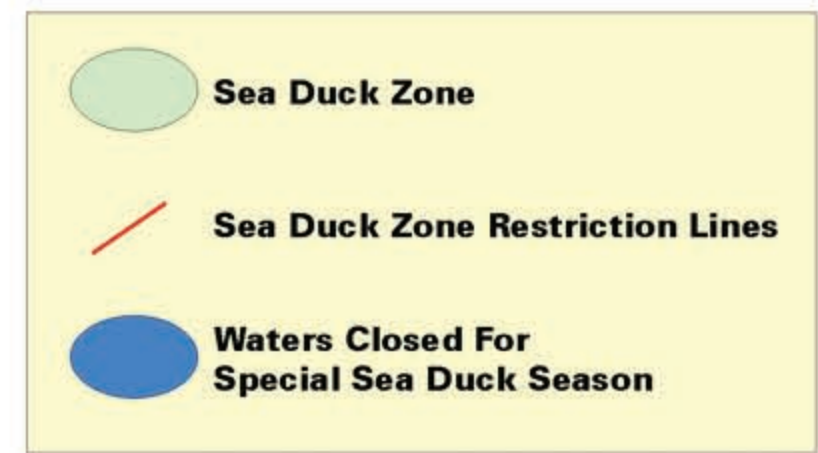 Sea Duck Zone
Sea Duck Zone Restriction Lines
Waters Closed For
Special Sea Duck Season